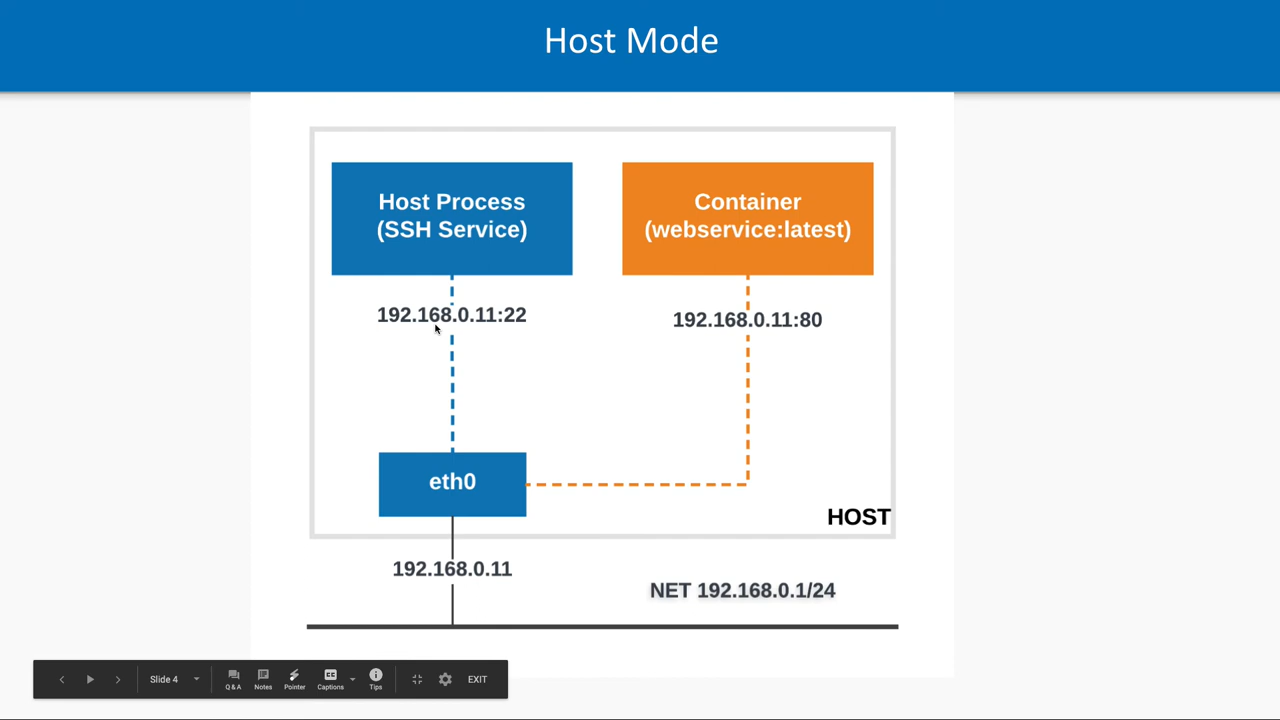 Host Mode
Host Process
(SSH Service)
Container
(webservice:latest)
192.168.0.11:22
192.168.0.11:80
eth0
HOST
192.168.0.11
NET 192.168.0.1/24
Slide 4
Q & A
Notes
Pointer
CC
Captions
Tips
EXIT